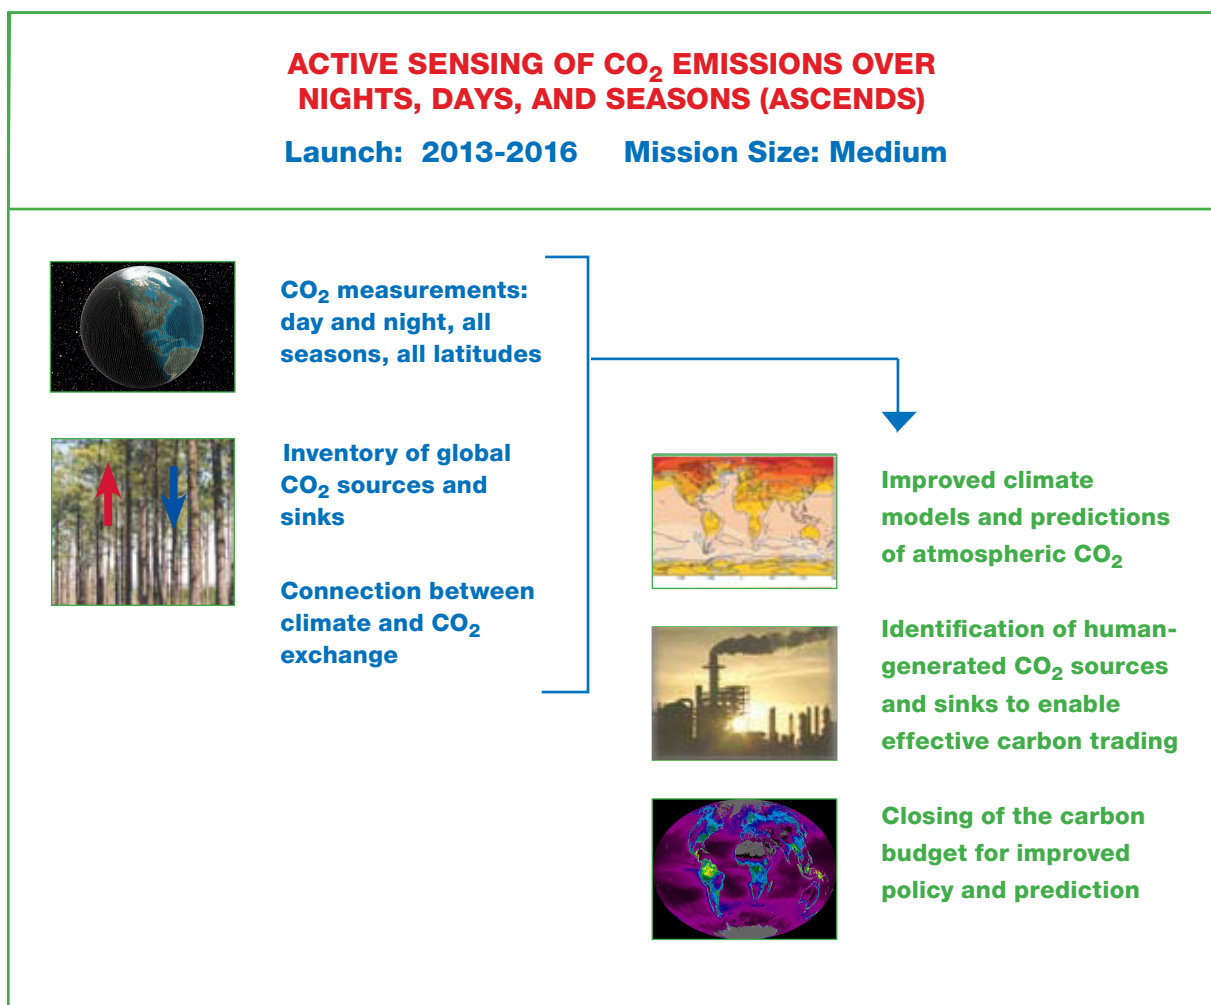 ACTIVE SENSING OF CO2 EMISSIONS OVER
NIGHTS, DAYS, AND SEASONS (ASCENDS)
Launch: 2013-2016 Mission Size: Medium
CO2 measurements:
day and night, all
seasons, all latitudes
Inventory of global
CO2 sources and
sinks
Connection between
climate and CO2
exchange
Improved climate
models and predictions
of atmospheric CO2
Identification of human-
generated CO2 sources
and sinks to enable
effective carbon trading
Closing of the carbon
budget for improved
policy and prediction